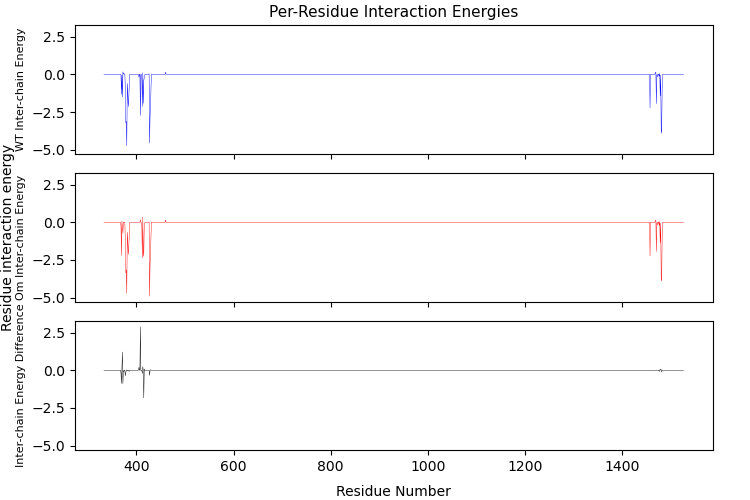 Per-Residue Interaction Energies
Residue interaction energy
WT Inter-chain Energy
2.5
0.0
−2.5
−5.0
Om Inter-chain Energy
2.5
0.0
−2.5
−5.0
Inter-chain Energy Difference
2.5
0.0
−2.5
−5.0
400 600 800 1000 1200 1400
Residue Number